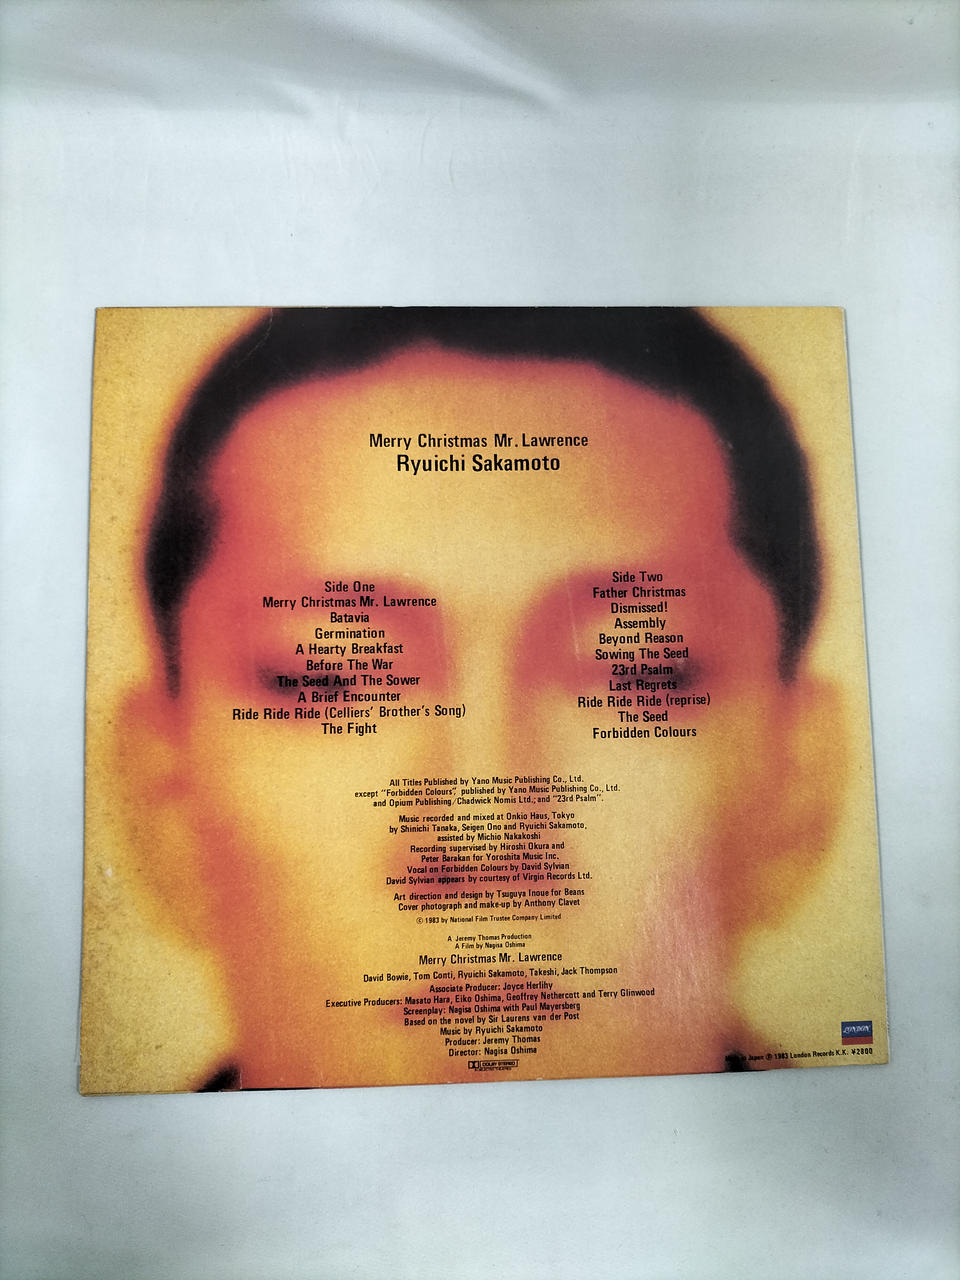 Merry Christmas Mr. Lawrence
Ryuichi Sakamoto
Side One
Merry Christmas Mr. Lawrence
Batavia
Germination
A Hearty Breakfast
Before The War
The Seed And The Sower
A Brief Encounter
Ride Ride Ride (Celliers' Brother's Song)
The Fight
Side Two
Father Christmas
Dismissed!
Assembly
Beyond Reason
Sowing The Seed
23rd Psalm
Last Regrets
Ride Ride Ride (reprise)
The Seed
Forbidden Colours
All Titles Published by Yano Music Publishing Co., Ltd.
except "Forbidden Colours", published by Yano Music Publishing Co., Ltd.
and Opium Publishing/Chadwick Nomis Ltd.; and "23rd Psalm".
Music recorded and mixed at Onkio Haus, Tokyo
by Shinichi Tanaka, Seigen Ono and Ryuichi Sakamoto,
assisted by Michio Nakakoshi
Recording supervised by Hiroshi Okura and
Peter Barakan for Yoroshita Music Inc.
Vocal on Forbidden Colours by David Sylvian
David Sylvian appears by courtesy of Virgin Records Ltd.
Art direction and design by Tsuguya Inoue for Beans
Cover photograph and make-up by Anthony Clavet
© 1983 by National Film Trustee Company Limited
A Jeremy Thomas Production
A Film by Nagisa Oshima
Merry Christmas Mr. Lawrence
David Bowie, Tom Conti, Ryuichi Sakamoto, Takeshi, Jack Thompson
Associate Producer: Joyce Herlihy
Executive Producers: Masato Hara, Eiko Oshima, Geoffrey Nethercott and Terry Glinwood
Screenplay: Nagisa Oshima with Paul Mayersberg
Based on the novel by Sir Laurens van der Post
Music by Ryuichi Sakamoto
Producer: Jeremy Thomas
Director: Nagisa Oshima
DOLBY STEREO
LONDON
Made in Japan ℗ 1983 London Records K.K. ¥2800